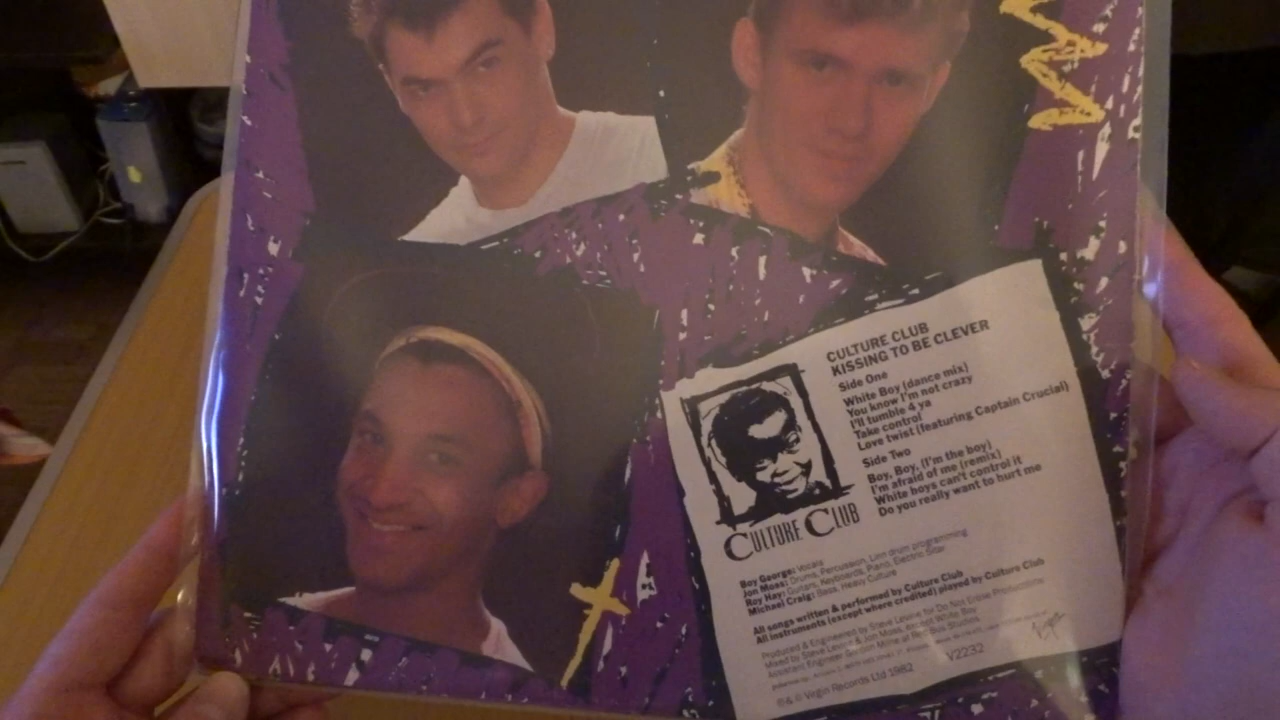 CULTURE CLUB
KISSING TO BE CLEVER
Side One
White Boy (dance mix)
You know I'm not crazy
I'll tumble 4 ya
Take control
Love twist (featuring Captain Crucial)
Side Two
Boy, Boy, (I'm the boy)
I'm afraid of me (remix)
White boys can't control it
Do you really want to hurt me
CULTURE CLUB
Boy George: Vocals
Jon Moss: Drums, Percussion, Linn drum programming
Roy Hay: Guitars, Keyboards, Piano, Electric Sitar
Michael Craig: Bass, Heavy Culture
All songs written & performed by Culture Club
All instruments (except where credited) played by Culture Club
Produced & Engineered by Steve Levine for Do Not Erase Productions
Mixed by Steve Levine & Jon Moss, except White Boy
Assistant Engineer Gordon Milne at Red Bus Studios
Virgin
℗ & © Virgin Records Ltd 1982 V2232